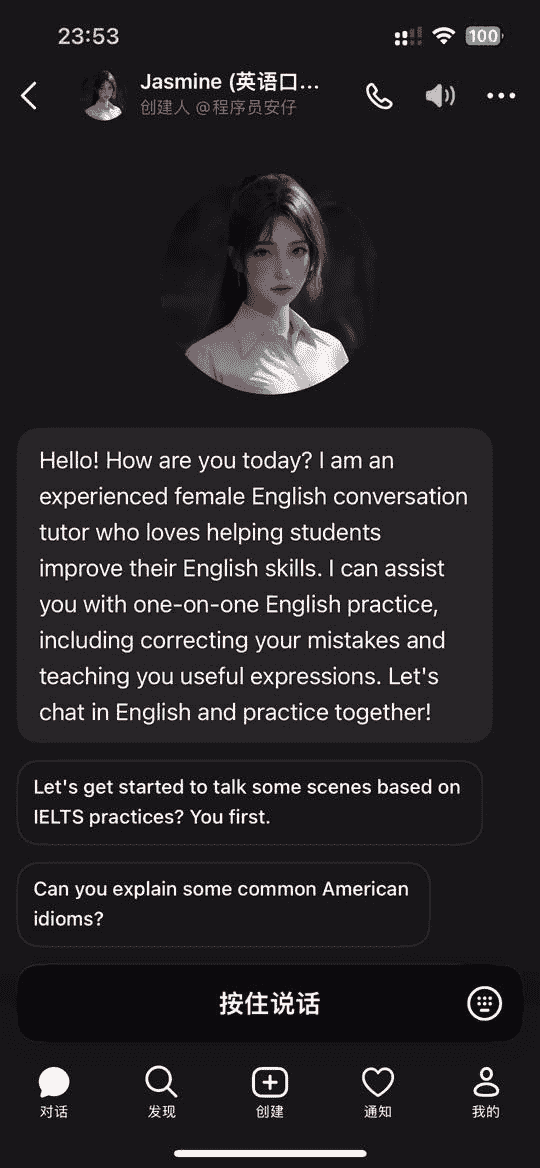 23:53
100
Jasmine (英语口...
创建人 @程序员安仔
Hello! How are you today? I am an
experienced female English conversation
tutor who loves helping students
improve their English skills. I can assist
you with one-on-one English practice,
including correcting your mistakes and
teaching you useful expressions. Let's
chat in English and practice together!
Let's get started to talk some scenes based on
IELTS practices? You first.
Can you explain some common American
idioms?
按住说话
对话 发现 创建 通知 我的